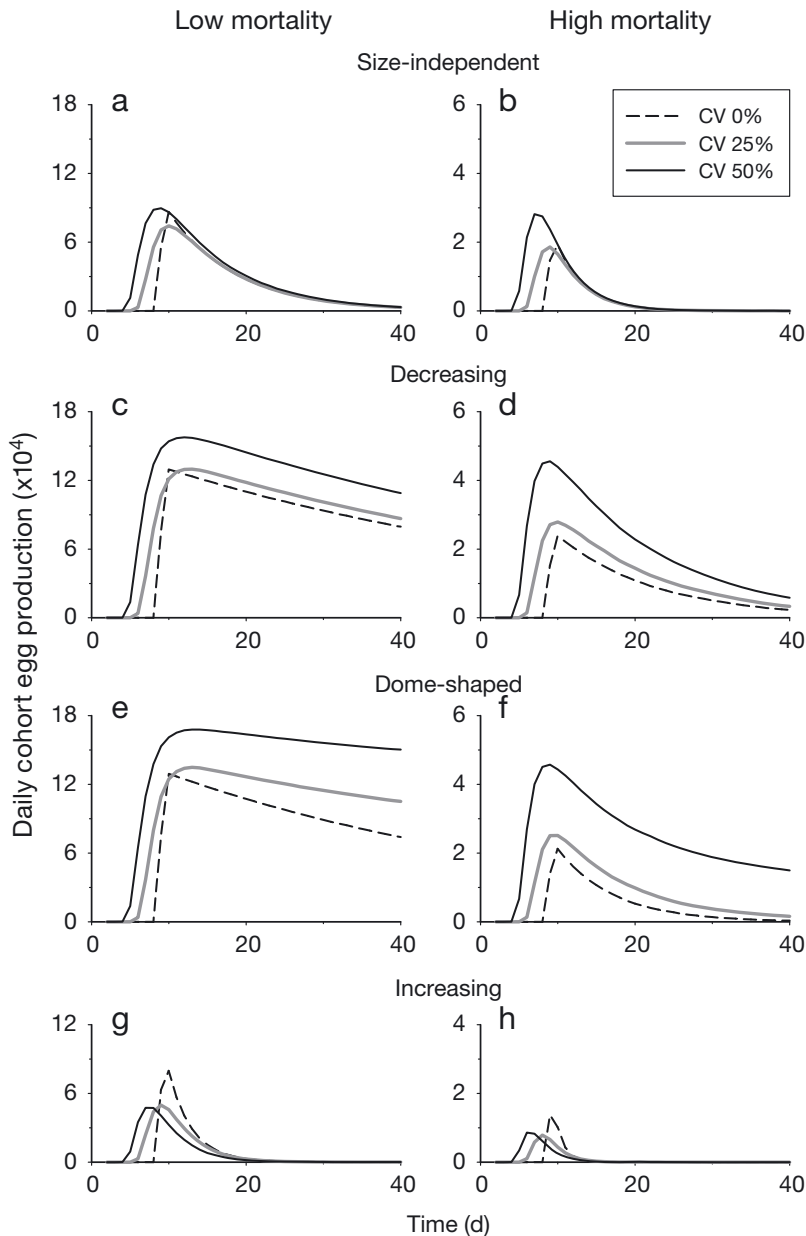 Low mortality
High mortality
Size-independent
a
18
12
6
0
0
20
40
b
6
4
2
0
0
20
40
CV 0%
CV 25%
CV 50%
Decreasing
c
18
12
6
0
0
20
40
d
6
4
2
0
0
20
40
Dome-shaped
e
18
12
6
0
0
20
40
f
6
4
2
0
0
20
40
Increasing
g
12
6
0
0
20
40
h
4
2
0
0
20
40
Daily cohort egg production (x10⁴)
Time (d)